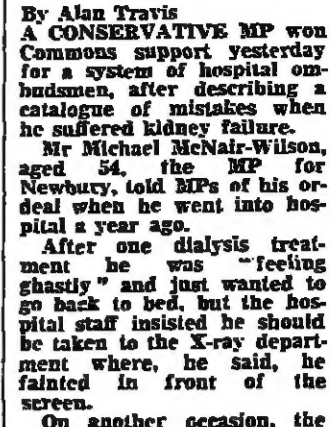 By Alan Travis
A CONSERVATIVE MP won
Commons support yesterday
for a system of hospital om-
budsmen, after describing a
catalogue of mistakes when
he suffered kidney failure.
Mr Michael McNair-Wilson,
aged 54, the MP for
Newbury, told MPs of his or-
deal when he went into hos-
pital a year ago.
After one dialysis treat-
ment he was "feeling
ghastly" and just wanted to
go back to bed, but the hos-
pital staff insisted he should
be taken to the X-ray depart-
ment where, he said, he
fainted in front of the
screen.
On another occasion, the